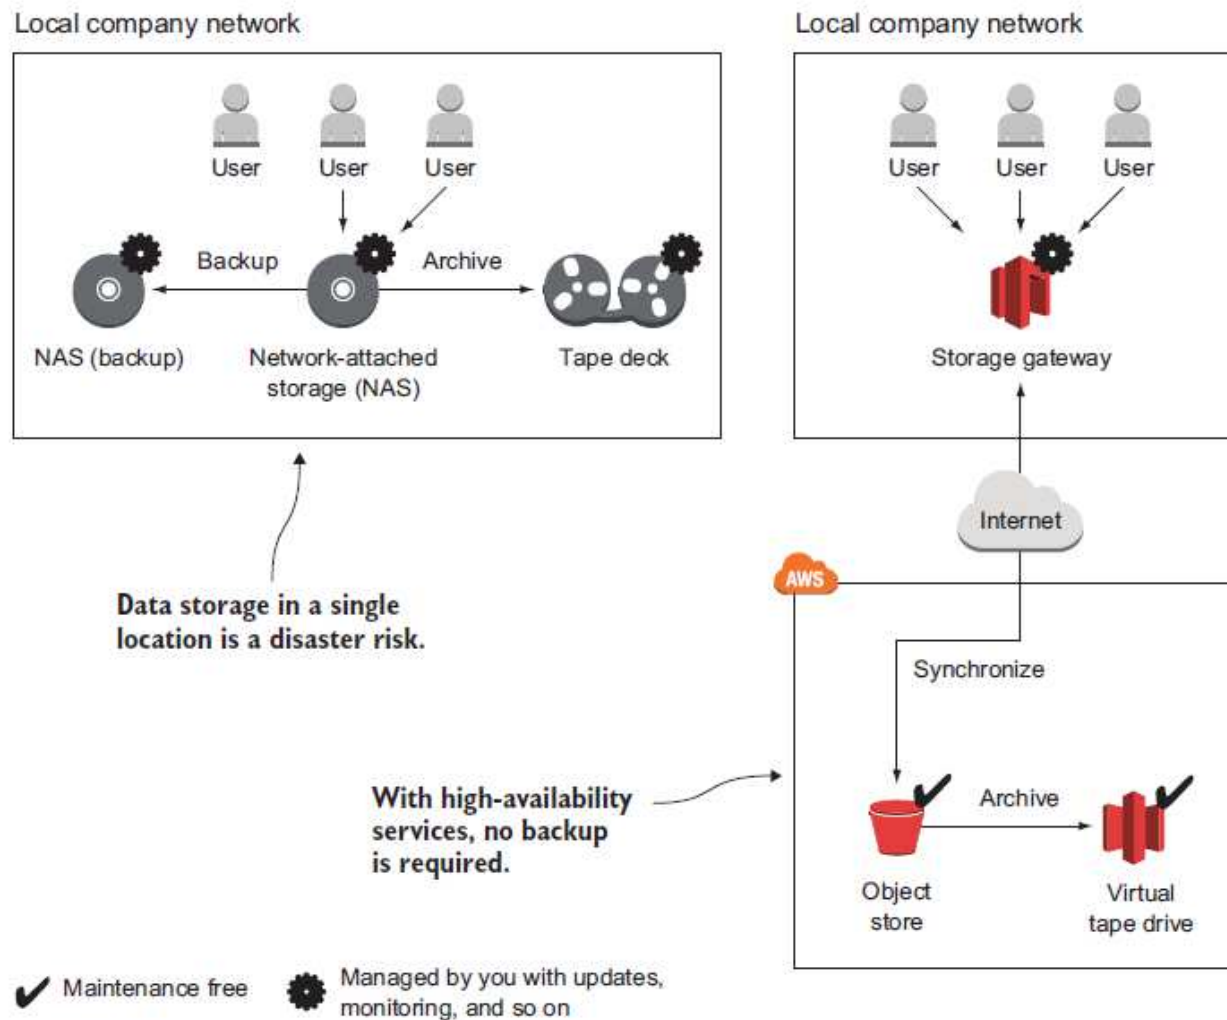 Local company network
User
User
User
Backup
Archive
NAS (backup)
Network-attached
storage (NAS)
Tape deck
Data storage in a single
location is a disaster risk.
Local company network
User
User
User
Storage gateway
Internet
AWS
Synchronize
With high-availability
services, no backup
is required.
Archive
Object
store
Virtual
tape drive
Maintenance free
Managed by you with updates,
monitoring, and so on